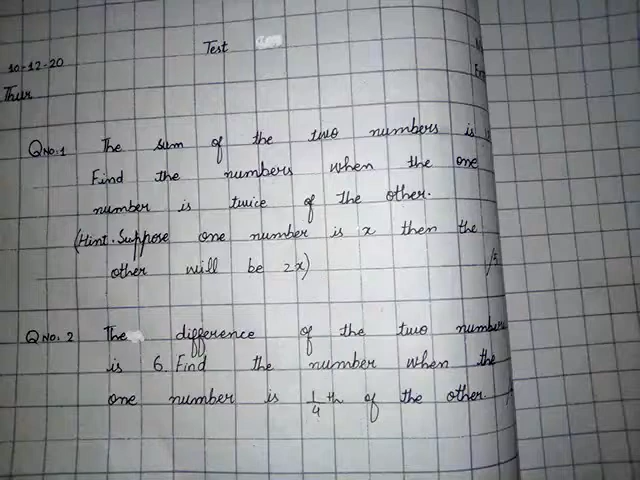 Test
10-12-20
Thur
QNO:1 The sum of the two numbers is
Find the numbers when the one
number is twice of the other.
(Hint. Suppose one number is x then the
other will be 2x)
/5
QNO. 2 The difference of the two numbers
is 6. Find the number when the
one number is 1/4 th of the other.